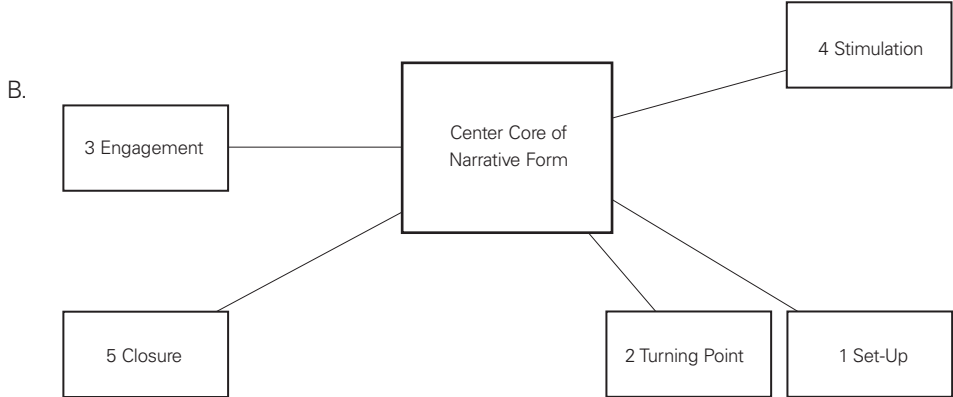 4 Stimulation
B.
3 Engagement
Center Core of
Narrative Form
5 Closure
2 Turning Point
1 Set-Up